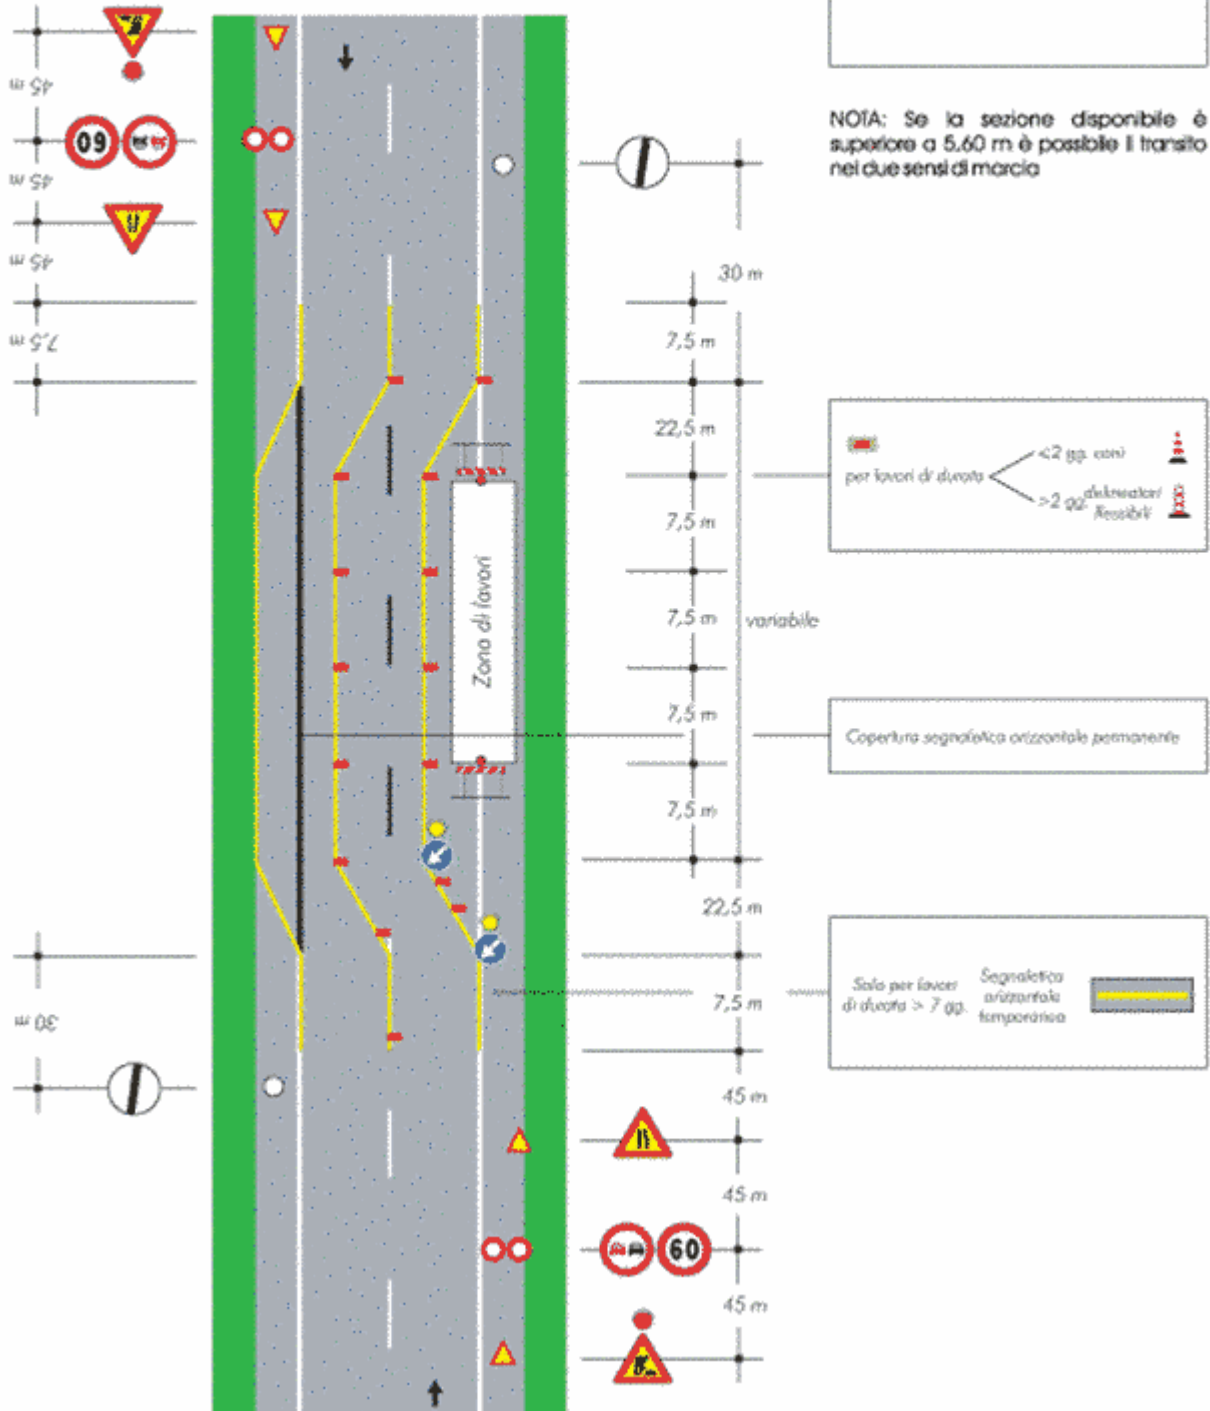 45 m
60
45 m
45 m
7,5 m
NOTA: Se la sezione disponibile è
superiore a 5,60 m è possibile il transito
nei due sensi di marcia
30 m
7,5 m
22,5 m
7,5 m
7,5 m
variabile
7,5 m
7,5 m
22,5 m
7,5 m
45 m
45 m
60
45 m
Zona di lavori
per lavori di durata
<2 gg. coni
>2 gg. delineatori
flessibili
Copertura segnaletica orizzontale permanente
Solo per lavori
di durata > 7 gg.
Segnaletica
orizzontale
temporanea
30 m